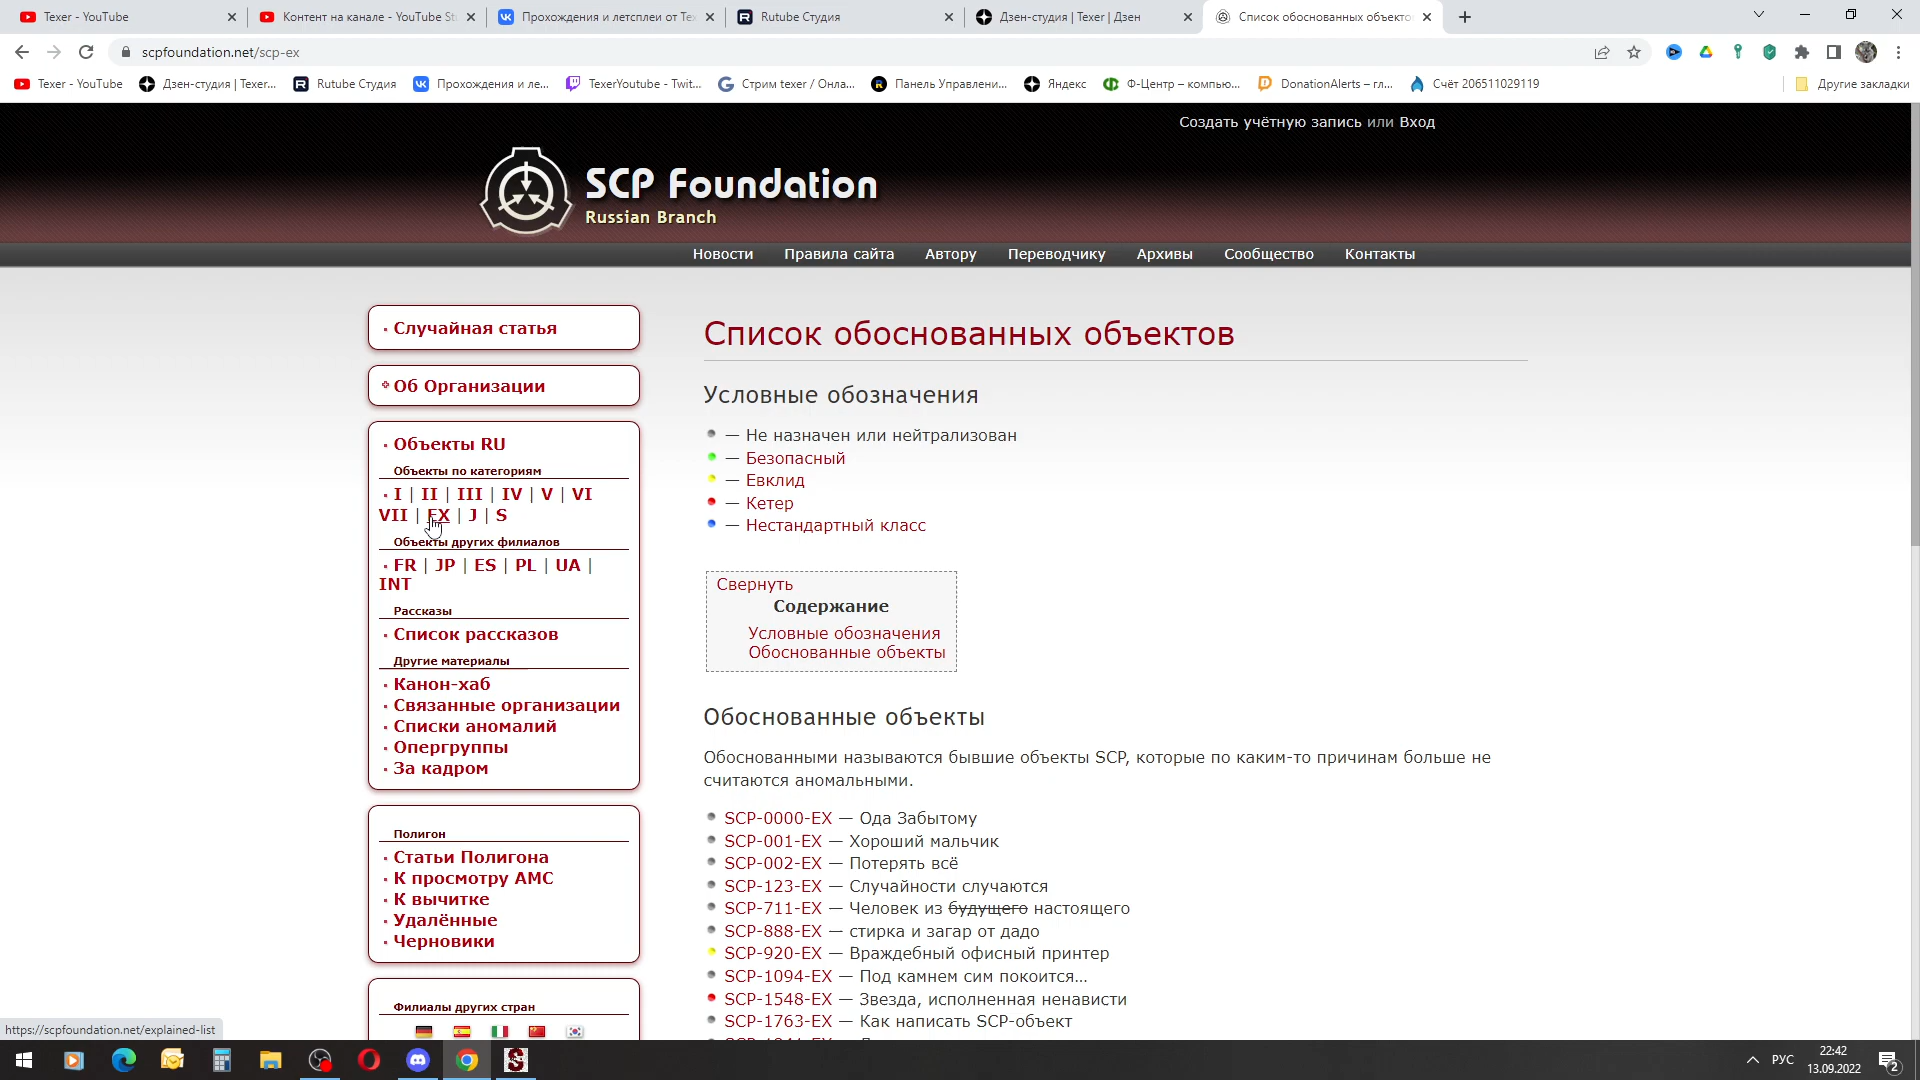 Texer - YouTube
Контент на канале - YouTube St
Прохождения и летсплеи от Tex
Rutube Студия
Дзен-студия | Texer | Дзен
Список обоснованных объекто
scpfoundation.net/scp-ex
Texer - YouTube
Дзен-студия | Texer...
Rutube Студия
Прохождения и ле...
TexerYoutube - Twit...
Стрим texer / Онла...
Панель Управлени...
Яндекс
Ф-Центр – компью...
DonationAlerts – гл...
Счёт 206511029119
Другие закладки
Создать учётную запись или Вход
SCP Foundation
Russian Branch
Новости Правила сайта Автору Переводчику Архивы Сообщество Контакты
Случайная статья
Об Организации
Объекты RU
Объекты по категориям
I | II | III | IV | V | VI
VII | EX | J | S
Объекты других филиалов
FR | JP | ES | PL | UA |
INT
Рассказы
Список рассказов
Другие материалы
Канон-хаб
Связанные организации
Списки аномалий
Опергруппы
За кадром
Полигон
Статьи Полигона
К просмотру АМС
К вычитке
Удалённые
Черновики
Филиалы других стран
Список обоснованных объектов
Условные обозначения
— Не назначен или нейтрализован
— Безопасный
— Евклид
— Кетер
— Нестандартный класс
Свернуть
Содержание
Условные обозначения
Обоснованные объекты
Обоснованные объекты
Обоснованными называются бывшие объекты SCP, которые по каким-то причинам больше не
считаются аномальными.
SCP-0000-EX — Ода Забытому
SCP-001-EX — Хороший мальчик
SCP-002-EX — Потерять всё
SCP-123-EX — Случайности случаются
SCP-711-EX — Человек из будущего настоящего
SCP-888-EX — стирка и загар от дадо
SCP-920-EX — Враждебный офисный принтер
SCP-1094-EX — Под камнем сим покоится...
SCP-1548-EX — Звезда, исполненная ненависти
SCP-1763-EX — Как написать SCP-объект
https://scpfoundation.net/explained-list
РУС
22:42
13.09.2022
2